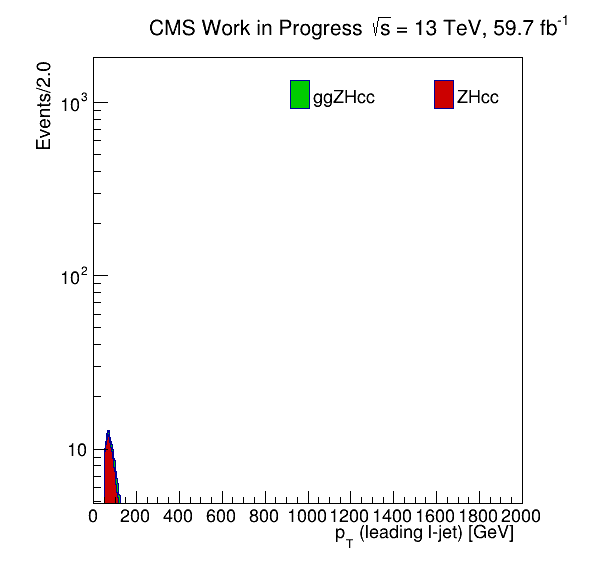 CMS Work in Progress √s = 13 TeV, 59.7 fb⁻¹
Events/2.0
ggZHcc
ZHcc
10³
10²
10
0 200 400 600 800 1000 1200 1400 1600 1800 2000
p_T (leading l-jet) [GeV]